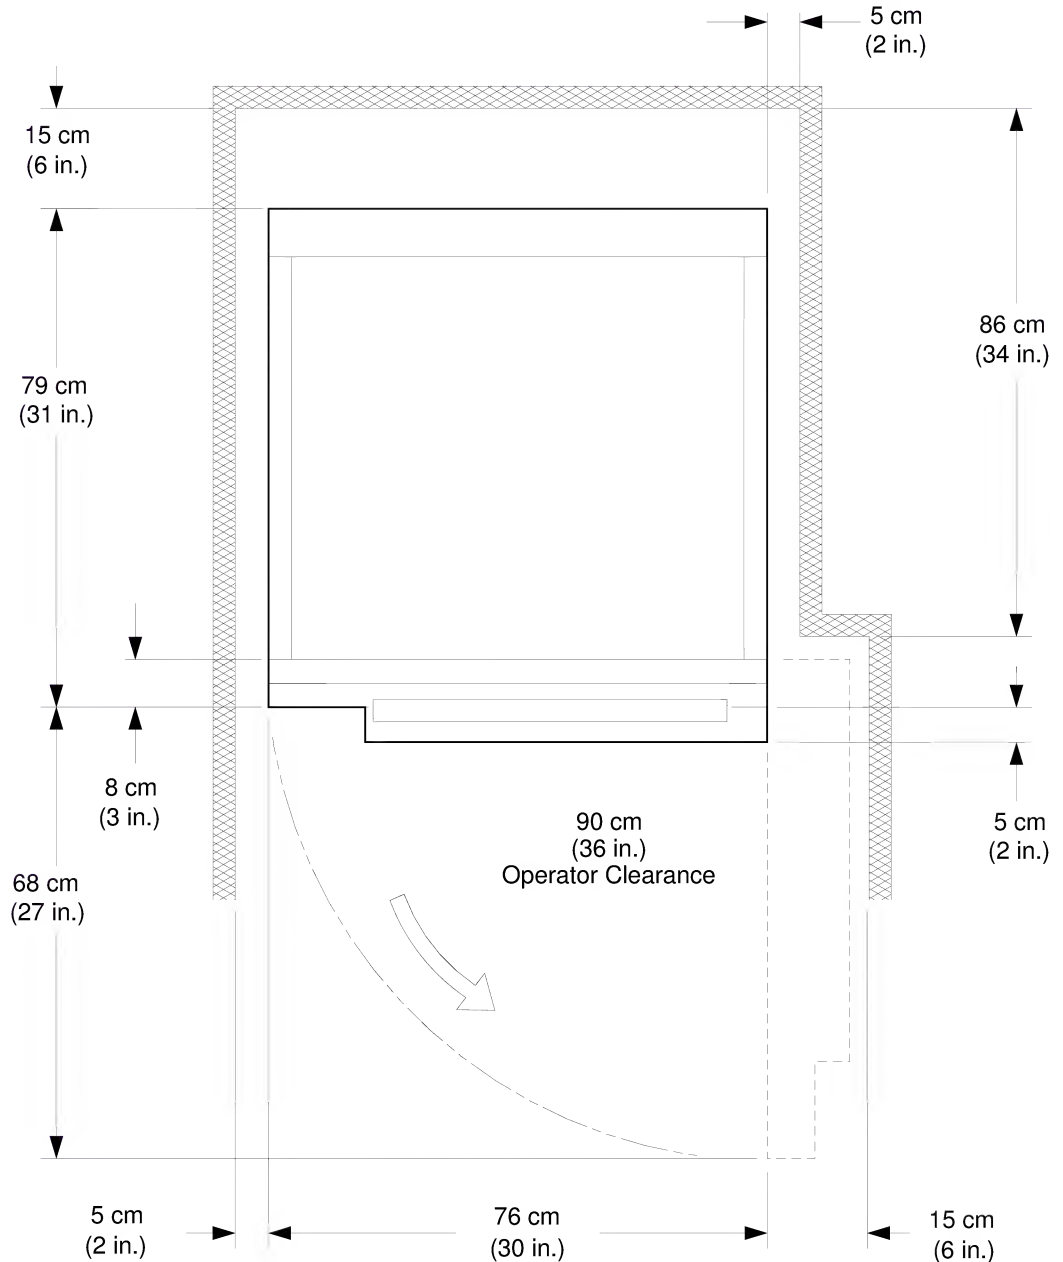 5 cm
(2 in.)
15 cm
(6 in.)
86 cm
(34 in.)
79 cm
(31 in.)
8 cm
(3 in.)
90 cm
(36 in.)
Operator Clearance
5 cm
(2 in.)
68 cm
(27 in.)
5 cm
(2 in.)
76 cm
(30 in.)
15 cm
(6 in.)